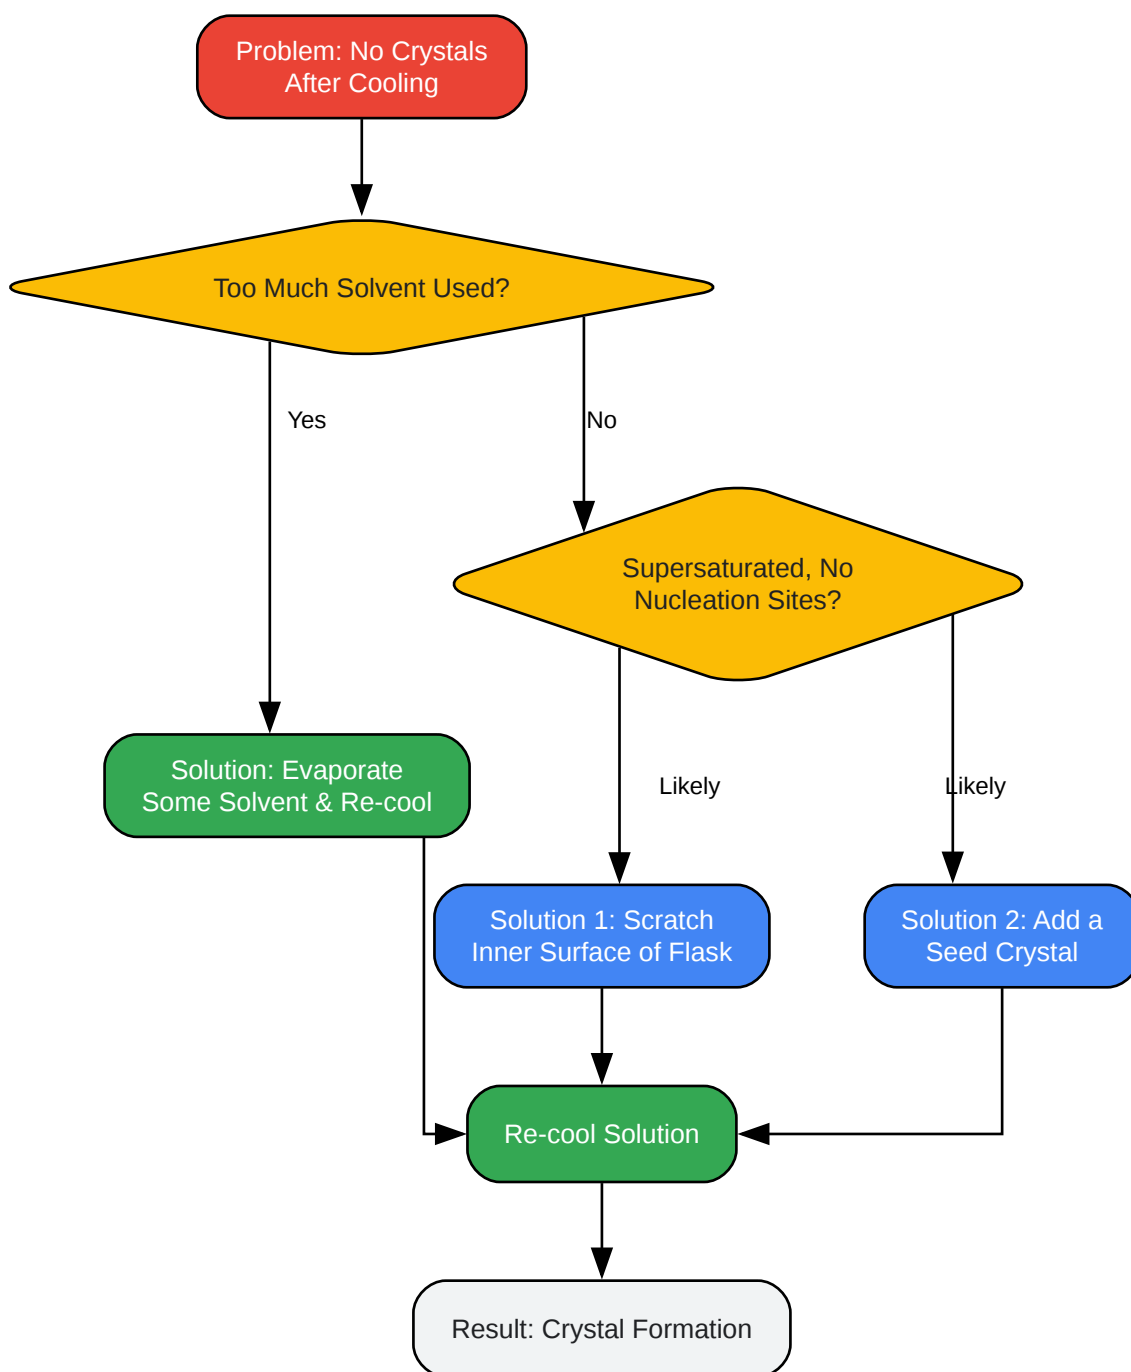 Problem: No Crystals
After Cooling
Too Much Solvent Used?
Yes
No
Supersaturated, No
Nucleation Sites?
Solution: Evaporate
Some Solvent & Re-cool
Likely
Likely
Solution 1: Scratch
Inner Surface of Flask
Solution 2: Add a
Seed Crystal
Re-cool Solution
Result: Crystal Formation